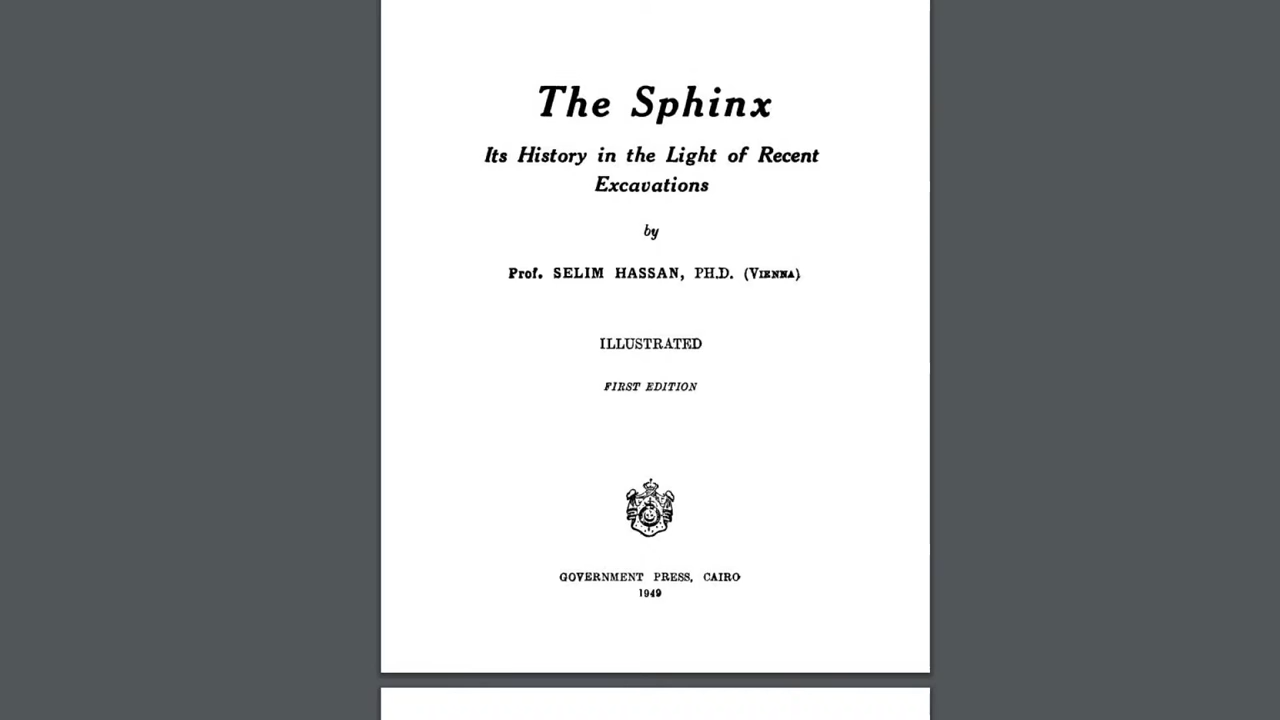 The Sphinx
Its History in the Light of Recent
Excavations
by
Prof. SELIM HASSAN, PH.D. (VIENNA)
ILLUSTRATED
FIRST EDITION
GOVERNMENT PRESS, CAIRO
1949